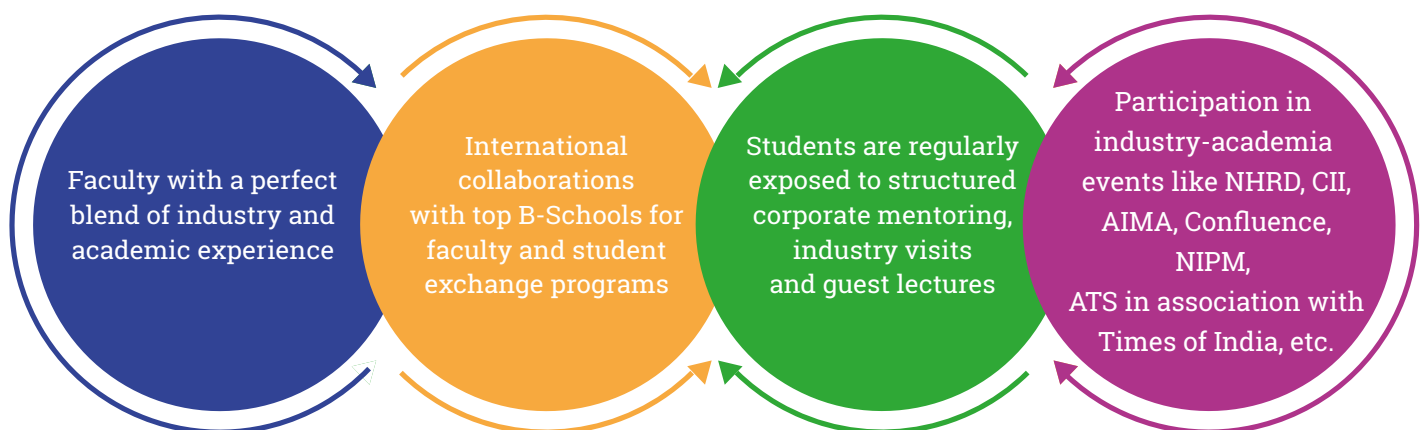 Faculty with a perfect
blend of industry and
academic experience
International
collaborations
with top B-Schools for
faculty and student
exchange programs
Students are regularly
exposed to structured
corporate mentoring,
industry visits
and guest lectures
Participation in
industry-academia
events like NHRD, CII,
AIMA, Confluence,
NIPM,
ATS in association with
Times of India, etc.